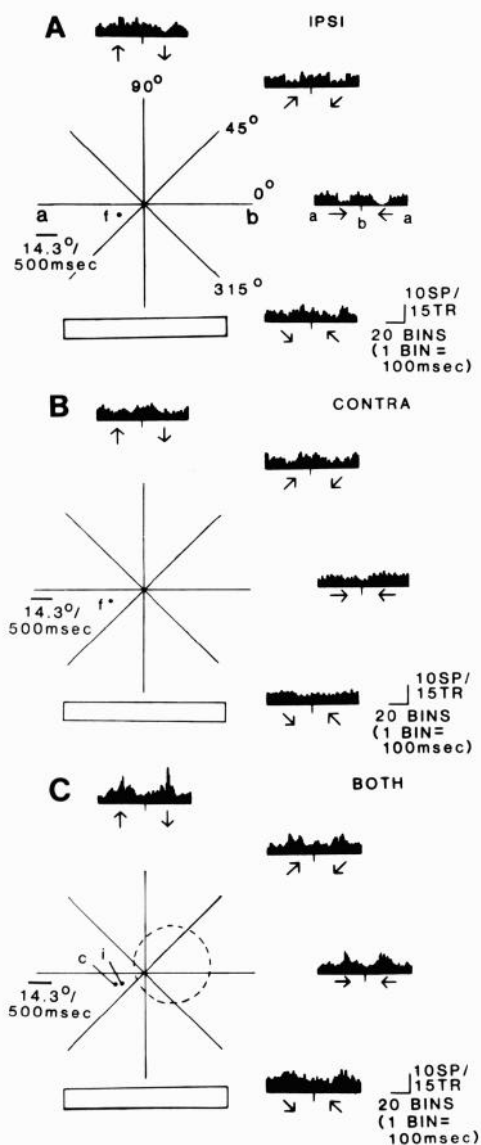 A
IPSI
90°
45°
0°
a
f
b
a
b
a
14.3°/
500msec
315°
10SP/
15TR
20 BINS
(1 BIN=
100msec)
B
CONTRA
f
14.3°/
500msec
10SP/
15TR
20 BINS
(1 BIN=
100msec)
C
BOTH
c
i
14.3°/
500msec
10SP/
15TR
20 BINS
(1 BIN=
100msec)